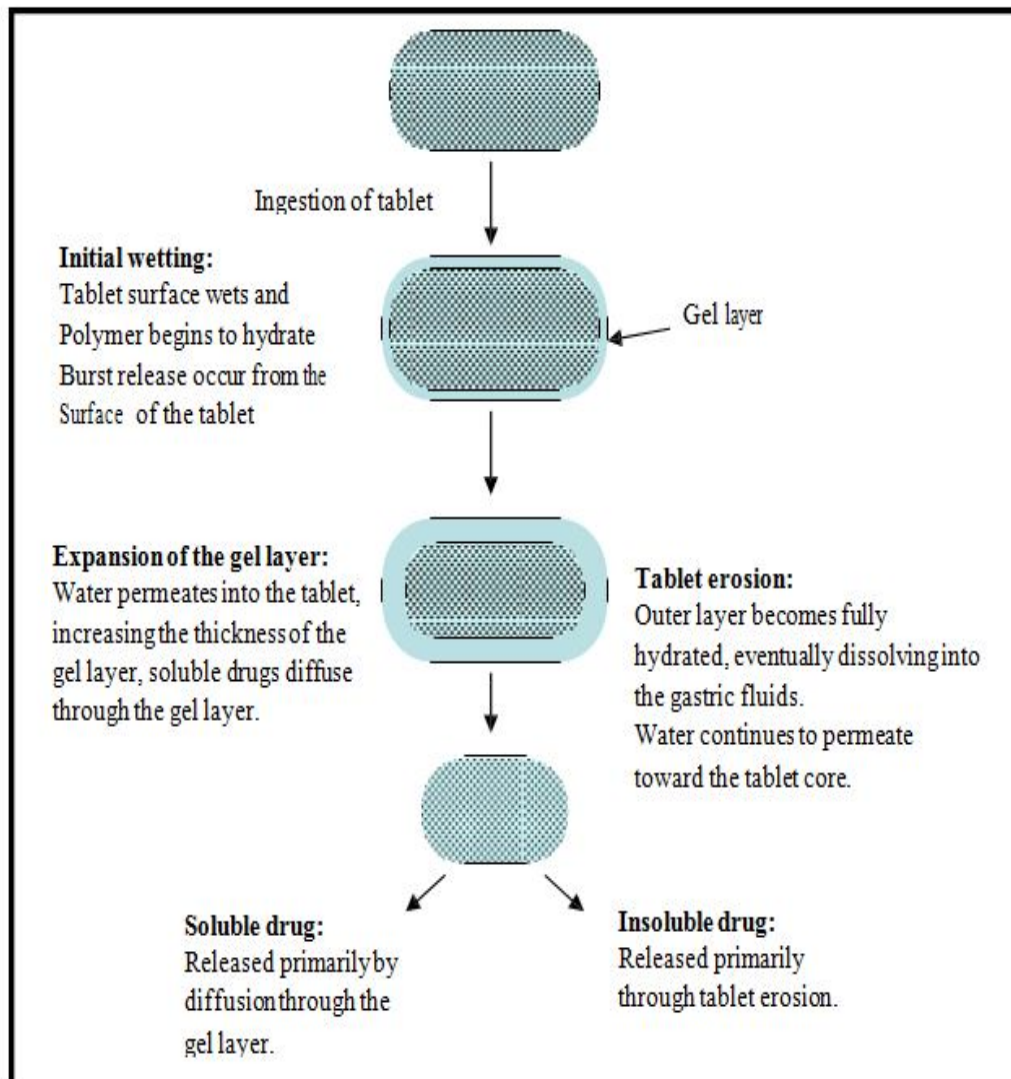 Ingestion of tablet
Initial wetting:
Tablet surface wets and
Polymer begins to hydrate
Burst release occur from the
Surface of the tablet
Gel layer
Expansion of the gel layer:
Water permeates into the tablet,
increasing the thickness of the
gel layer, soluble drugs diffuse
through the gel layer.
Tablet erosion:
Outer layer becomes fully
hydrated, eventually dissolving into
the gastric fluids.
Water continues to permeate
toward the tablet core.
Soluble drug:
Released primarily by
diffusion through the
gel layer.
Insoluble drug:
Released primarily
through tablet erosion.